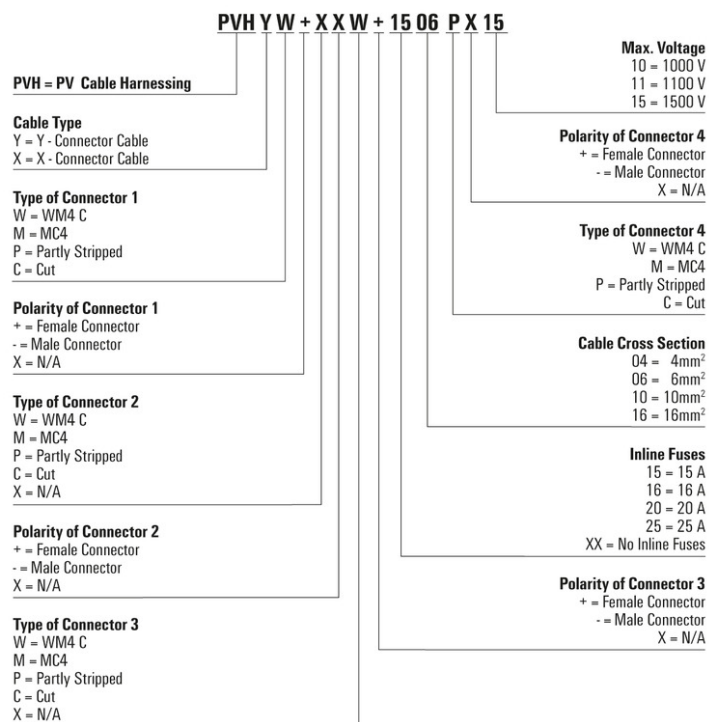 PVH Y W + X X W + 15 06 P X 15
PVH = PV Cable Harnessing
Cable Type
Y = Y - Connector Cable
X = X - Connector Cable
Type of Connector 1
W = WM4 C
M = MC4
P = Partly Stripped
C = Cut
Polarity of Connector 1
+ = Female Connector
- = Male Connector
X = N/A
Type of Connector 2
W = WM4 C
M = MC4
P = Partly Stripped
C = Cut
X = N/A
Polarity of Connector 2
+ = Female Connector
- = Male Connector
X = N/A
Type of Connector 3
W = WM4 C
M = MC4
P = Partly Stripped
C = Cut
X = N/A
Max. Voltage
10 = 1000 V
11 = 1100 V
15 = 1500 V
Polarity of Connector 4
+ = Female Connector
- = Male Connector
X = N/A
Type of Connector 4
W = WM4 C
M = MC4
P = Partly Stripped
C = Cut
Cable Cross Section
04 = 4mm²
06 = 6mm²
10 = 10mm²
16 = 16mm²
Inline Fuses
15 = 15 A
16 = 16 A
20 = 20 A
25 = 25 A
XX = No Inline Fuses
Polarity of Connector 3
+ = Female Connector
- = Male Connector
X = N/A